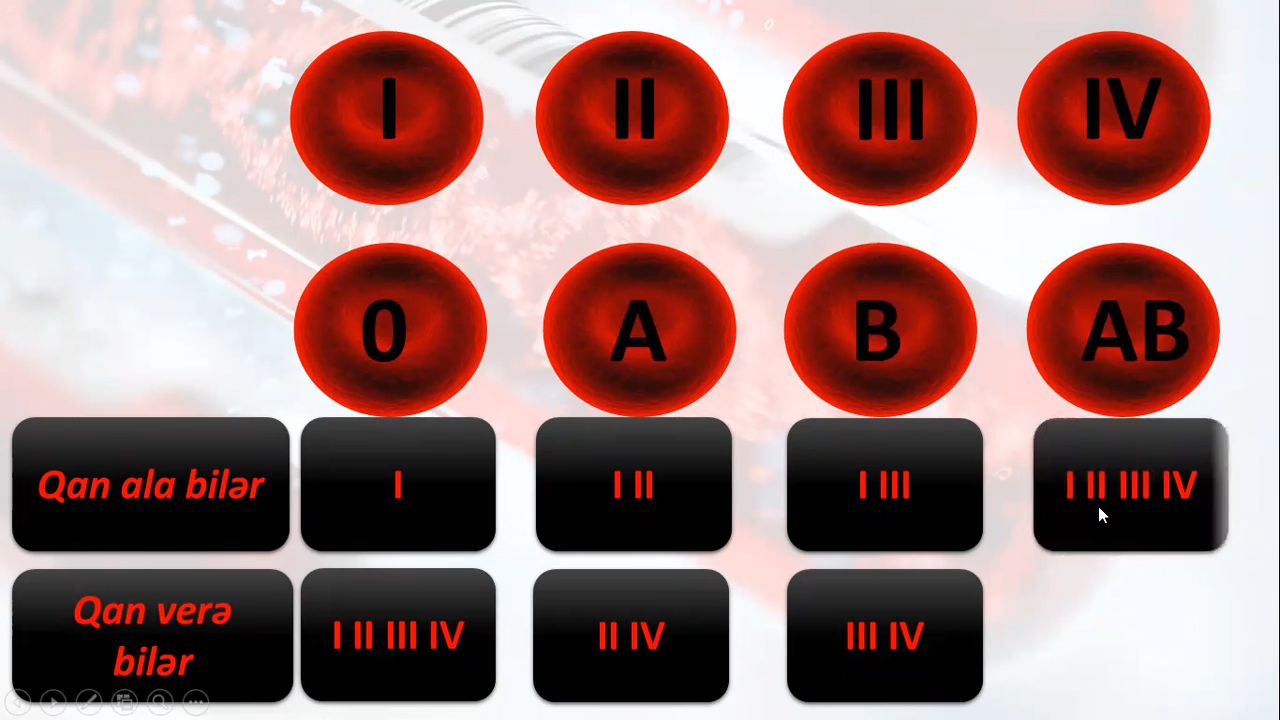 I II III IV
0 A B AB
Qan ala bilər I I II I III I II III IV
Qan verə
bilər I II III IV II IV III IV